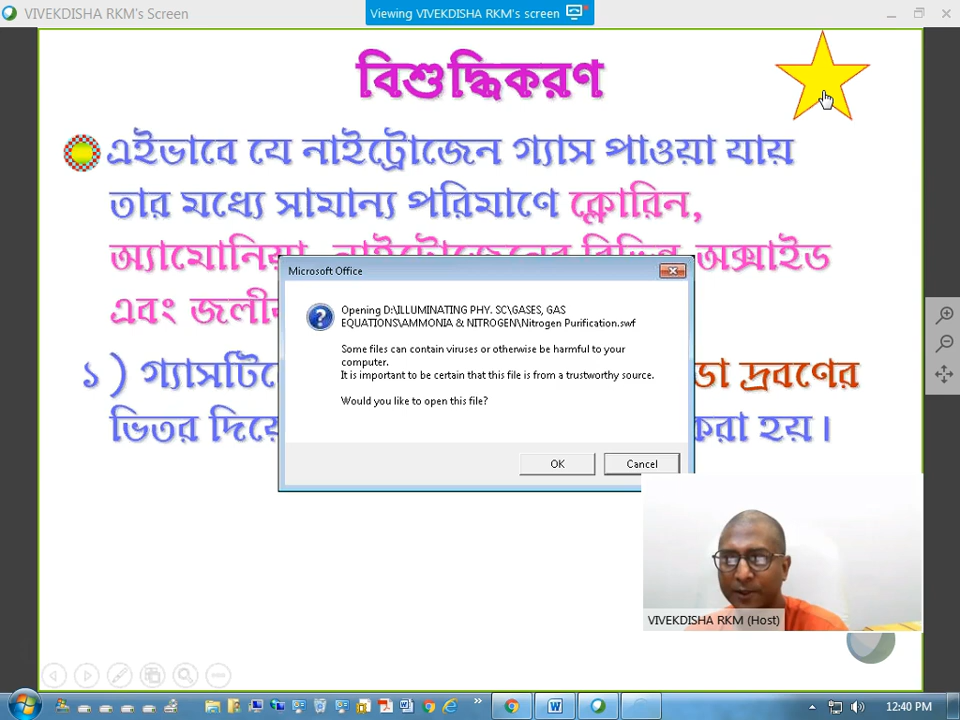 VIVEKDISHA RKM's Screen
Viewing VIVEKDISHA RKM's screen
বিশুদ্ধিকরণ
এইভাবে যে নাইট্রোজেন গ্যাস পাওয়া যায়
তার মধ্যে সামান্য পরিমাণে ক্লোরিন,
অ্যামোনিয়া, নাইট্রোজেনের বিভিন্ন অক্সাইড
এবং
Microsoft Office
Opening D:\ILLUMINATING PHY. SC\GASES, GAS
EQUATIONS\AMMONIA & NITROGEN\Nitrogen Purification.swf
Some files can contain viruses or otherwise be harmful to your
computer.
It is important to be certain that this file is from a trustworthy source.
Would you like to open this file?
OK Cancel
১ ) দ্রবণের
ভিতর করা হয়।
VIVEKDISHA RKM (Host)
12:40 PM